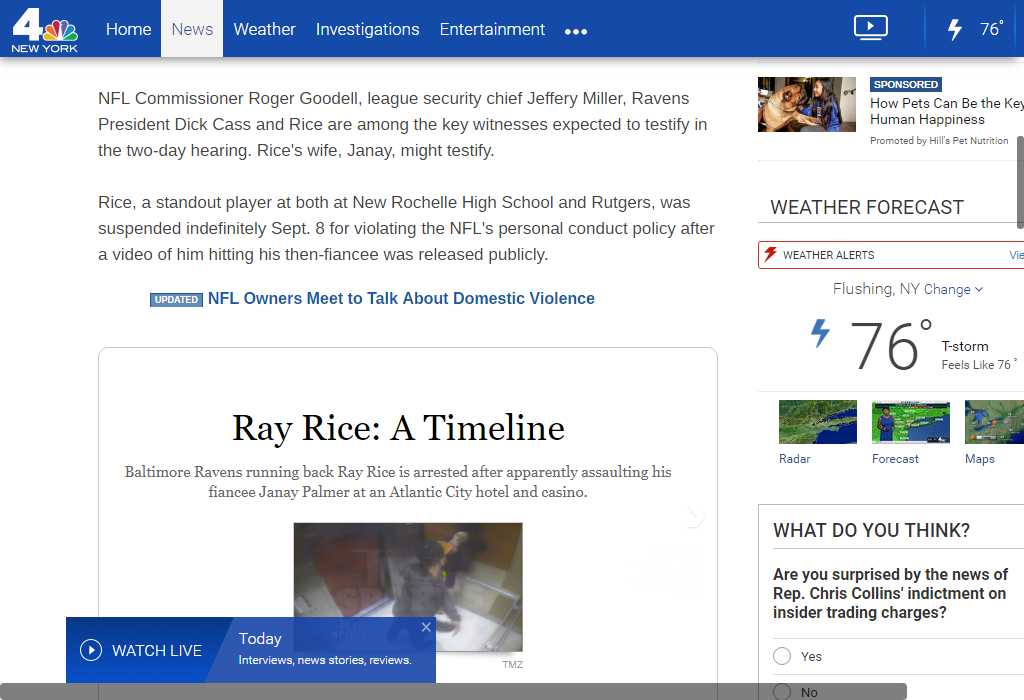 4
NEW YORK
Home
News
Weather
Investigations
Entertainment
76°
NFL Commissioner Roger Goodell, league security chief Jeffery Miller, Ravens
President Dick Cass and Rice are among the key witnesses expected to testify in
the two-day hearing. Rice's wife, Janay, might testify.
Rice, a standout player at both at New Rochelle High School and Rutgers, was
suspended indefinitely Sept. 8 for violating the NFL's personal conduct policy after
a video of him hitting his then-fiancee was released publicly.
UPDATED NFL Owners Meet to Talk About Domestic Violence
Ray Rice: A Timeline
Baltimore Ravens running back Ray Rice is arrested after apparently assaulting his
fiancee Janay Palmer at an Atlantic City hotel and casino.
TMZ
WATCH LIVE
Today
Interviews, news stories, reviews.
SPONSORED
How Pets Can Be the Key
Human Happiness
Promoted by Hill's Pet Nutrition
WEATHER FORECAST
WEATHER ALERTS
Vie
Flushing, NY Change
76°
T-storm
Feels Like 76 °
Radar
Forecast
Maps
WHAT DO YOU THINK?
Are you surprised by the news of
Rep. Chris Collins' indictment on
insider trading charges?
Yes
No